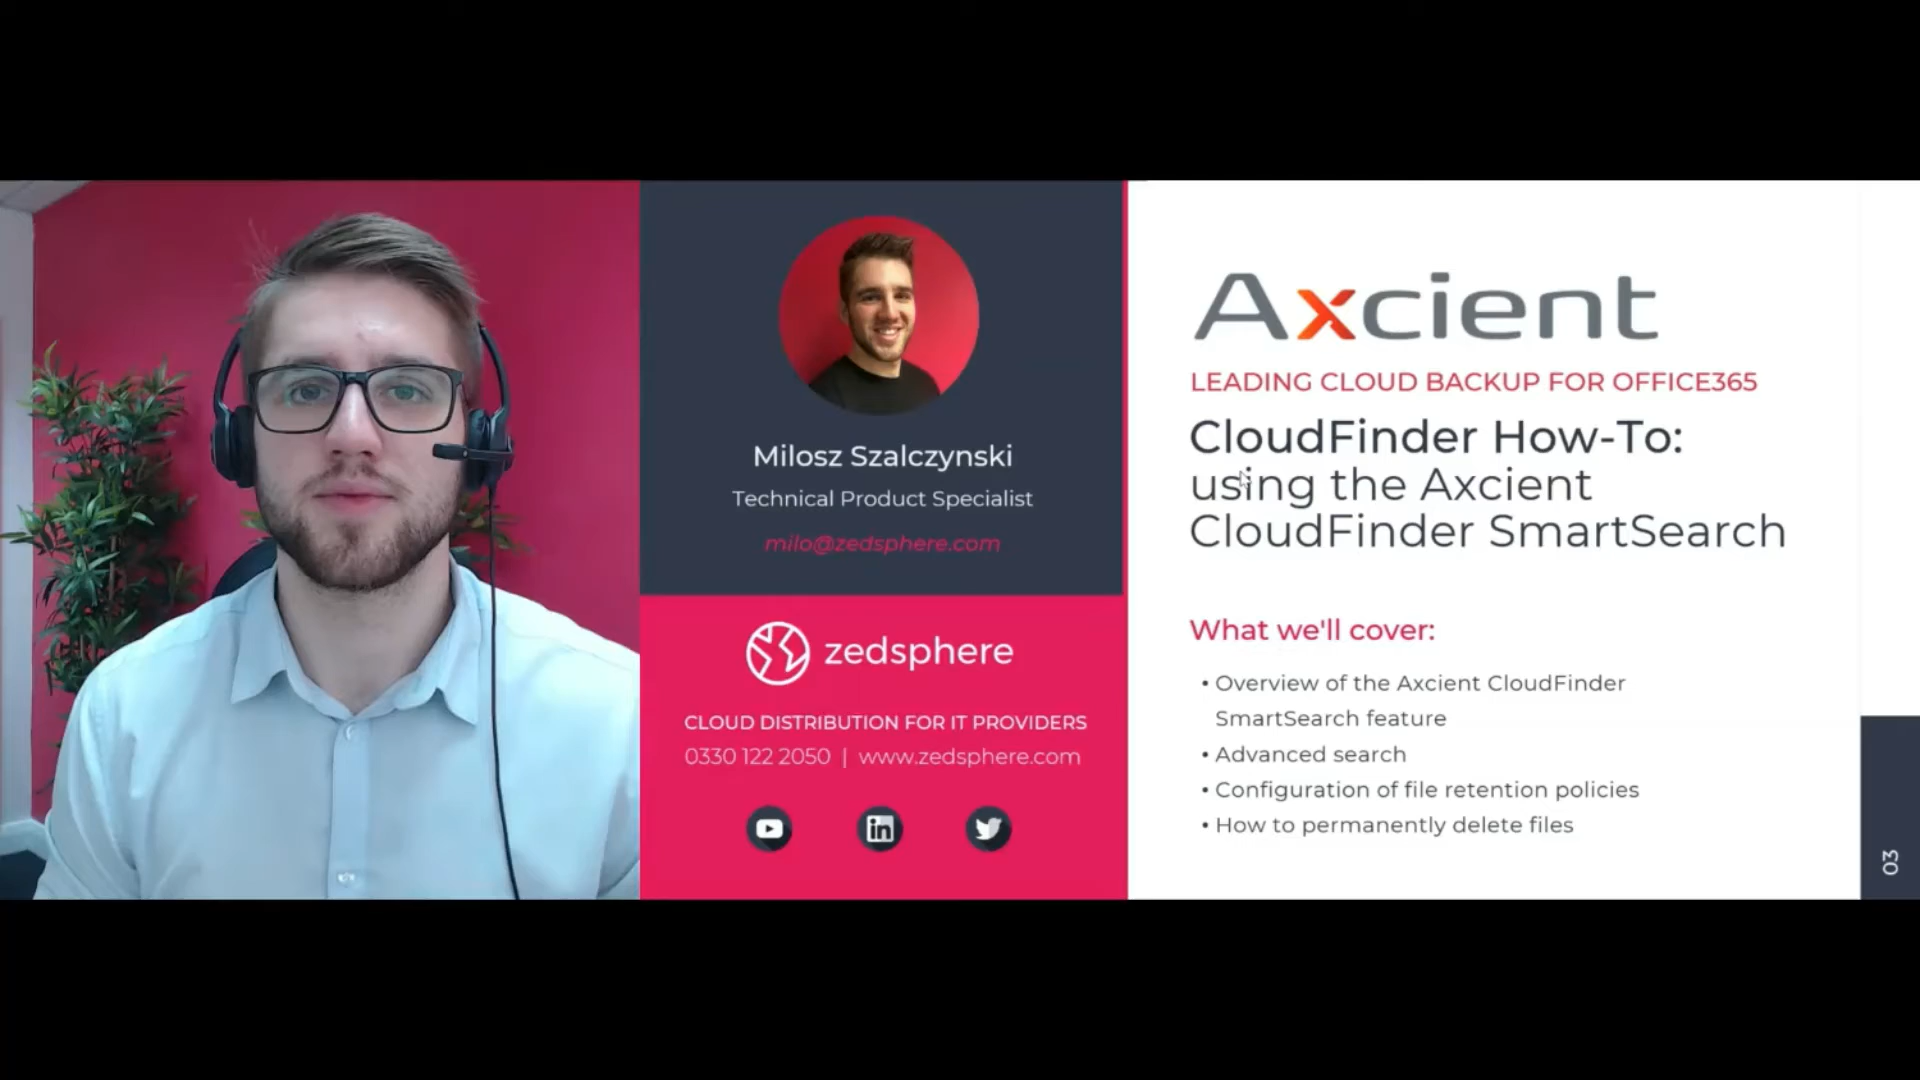 Milosz Szalczynski
Technical Product Specialist
milo@zedsphere.com
zedsphere
CLOUD DISTRIBUTION FOR IT PROVIDERS
0330 122 2050 | www.zedsphere.com
in
Axcient
LEADING CLOUD BACKUP FOR OFFICE365
CloudFinder How-To:
using the Axcient
CloudFinder SmartSearch
What we'll cover:
• Overview of the Axcient CloudFinder
SmartSearch feature
• Advanced search
• Configuration of file retention policies
• How to permanently delete files
03